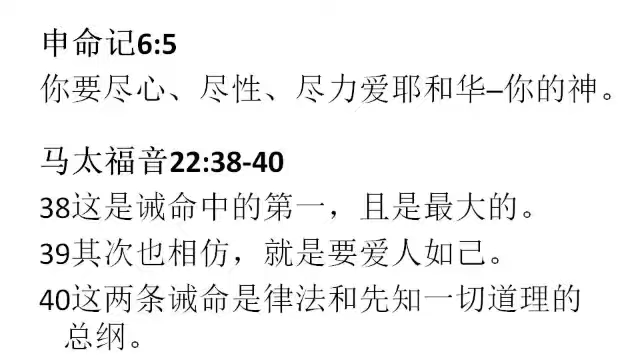 申命记6:5
你要尽心、尽性、尽力爱耶和华–你的神。
马太福音22:38-40
38这是诫命中的第一，且是最大的。
39其次也相仿，就是要爱人如己。
40这两条诫命是律法和先知一切道理的
总纲。